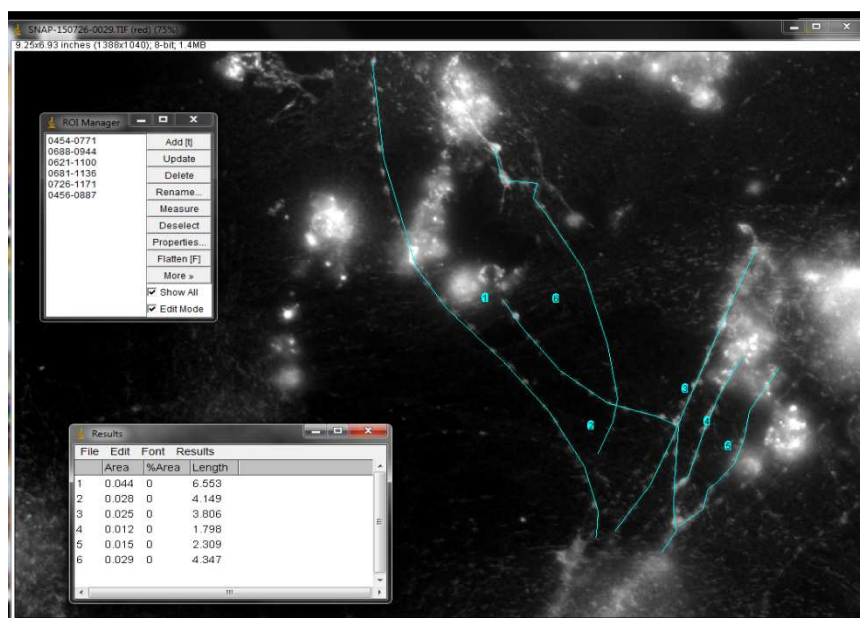 SNAP-150726-0029.TIF (red) (75%)
9.25x6.93 inches (1388x1040); 8-bit; 1.4MB
ROI Manager
0454-0771
0688-0944
0621-1100
0681-1136
0726-1171
0456-0887
Add [t]
Update
Delete
Rename...
Measure
Deselect
Properties...
Flatten [F]
More »
Show All
Edit Mode
1
6
3
4
2
5
Results
File Edit Font Results
Area %Area Length
1 0.044 0 6.553
2 0.028 0 4.149
3 0.025 0 3.806
4 0.012 0 1.798
5 0.015 0 2.309
6 0.029 0 4.347